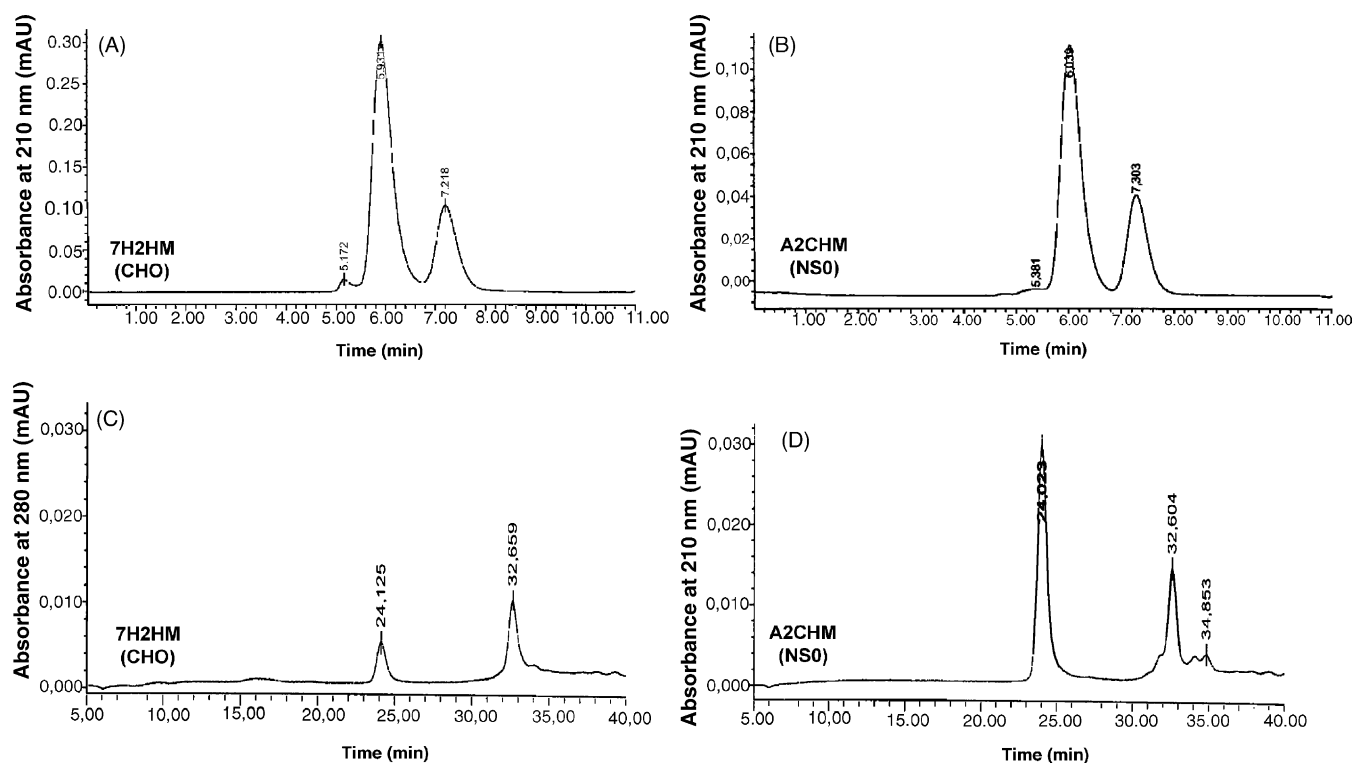 (A)
Absorbance at 210 nm (mAU)
0.30
0.25
0.20
0.15
0.10
0.05
0.00
5.172
5.931
7.218
7H2HM
(CHO)
1.00 2.00 3.00 4.00 5.00 6.00 7.00 8.00 9.00 10.00 11.00
Time (min)
(B)
Absorbance at 210 nm (mAU)
0,10
0,08
0,06
0,04
0,02
0,00
5,381
6,039
7,303
A2CHM
(NS0)
1.00 2.00 3.00 4.00 5.00 6.00 7.00 8.00 9.00 10.00 11.00
Time (min)
(C)
Absorbance at 280 nm (mAU)
0,030
0,020
0,010
0,000
24,125
32,659
7H2HM
(CHO)
5.00 10.00 15.00 20.00 25.00 30.00 35.00 40.00
Time (min)
(D)
Absorbance at 210 nm (mAU)
0,030
0,020
0,010
0,000
24,023
32,604
34,853
A2CHM
(NS0)
5.00 10,00 20.00 25.00 30.00 35.00 40.00
Time (min)